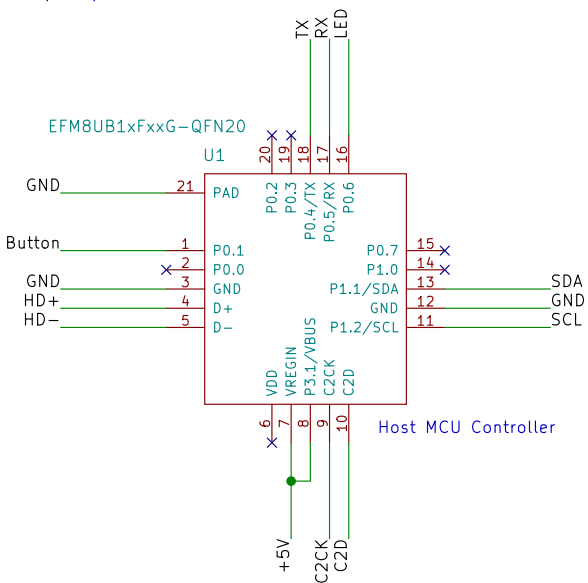 TX
RX
LED
EFM8UB1xFxxG-QFN20
U1
20
19
18
17
16
P0.2
P0.3
P0.4/TX
P0.5/RX
P0.6
GND
21
PAD
Button
1
P0.1
P0.7
15
2
P0.0
P1.0
14
GND
3
GND
P1.1/SDA
13
SDA
HD+
4
D+
GND
12
GND
HD-
5
D-
P1.2/SCL
11
SCL
VDD
VREGIN
P3.1/VBUS
C2CK
C2D
6
7
8
9
10
Host MCU Controller
+5V
C2CK
C2D